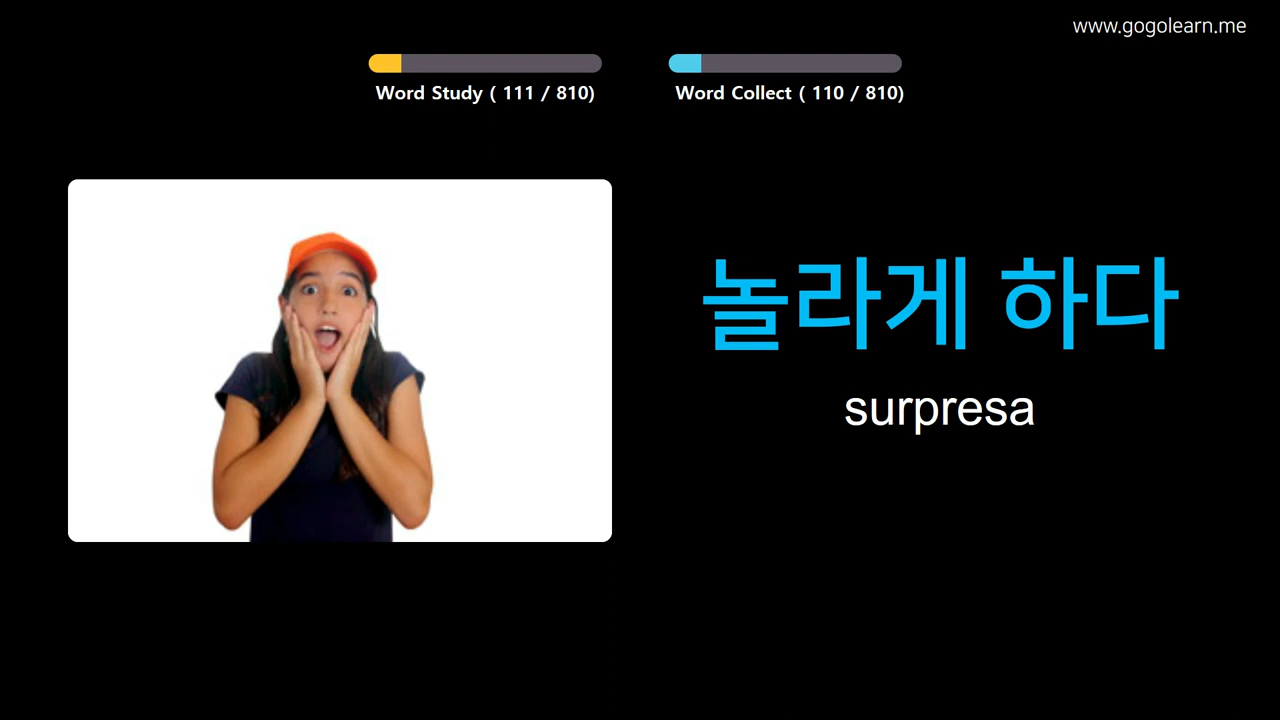 www.gogolearn.me
Word Study ( 111 / 810)
Word Collect ( 110 / 810)
놀라게 하다
surpresa